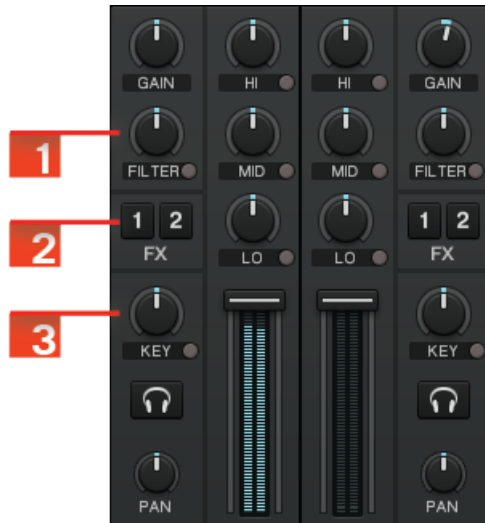 GAIN HI HI GAIN
1 FILTER MID MID FILTER
2 1 2 LO LO 1 2
FX FX
3 KEY KEY
PAN PAN